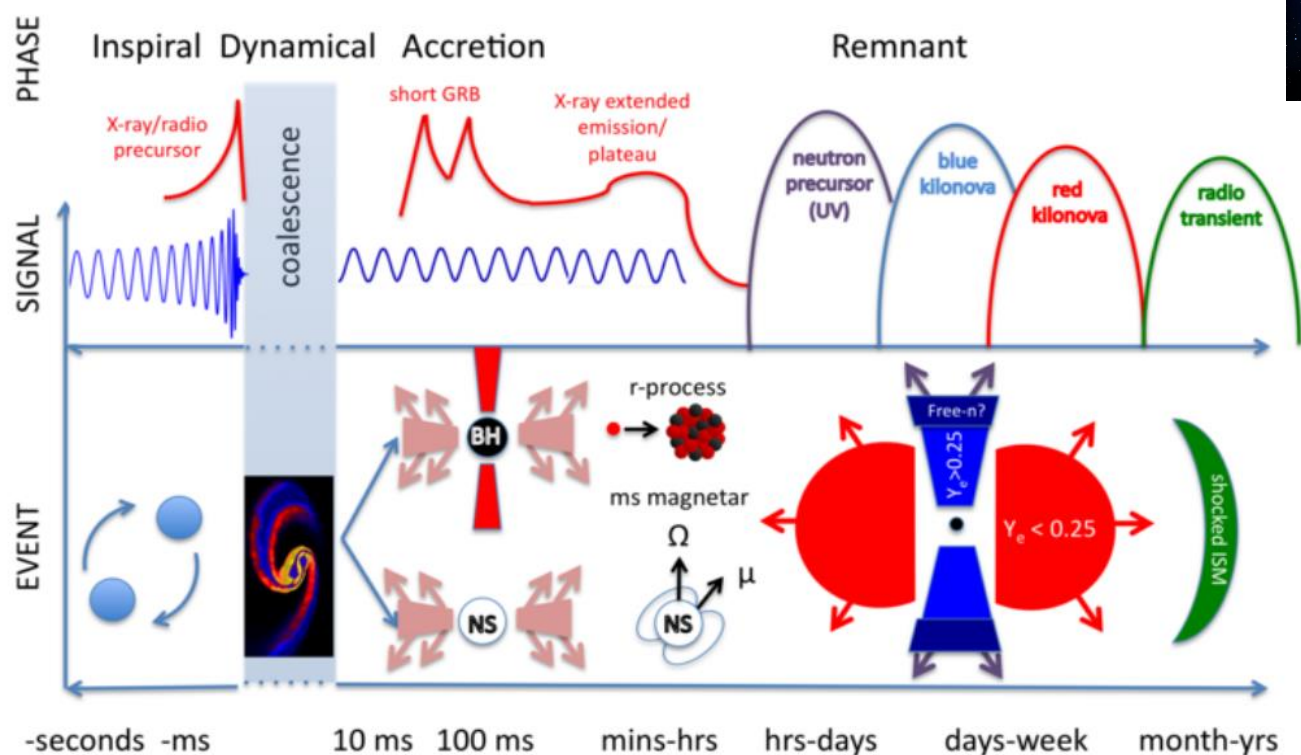 PHASE
Inspiral Dynamical Accretion Remnant
SIGNAL
X-ray/radio
precursor
coalescence
short GRB
X-ray extended
emission/
plateau
neutron
precursor
(UV)
blue
kilonova
red
kilonova
radio
transient
EVENT
BH
NS
r-process
ms magnetar
Ω
μ
NS
Free-n?
Ye>0.25
Ye < 0.25
shocked ISM
-seconds -ms 10 ms 100 ms mins-hrs hrs-days days-week month-yrs